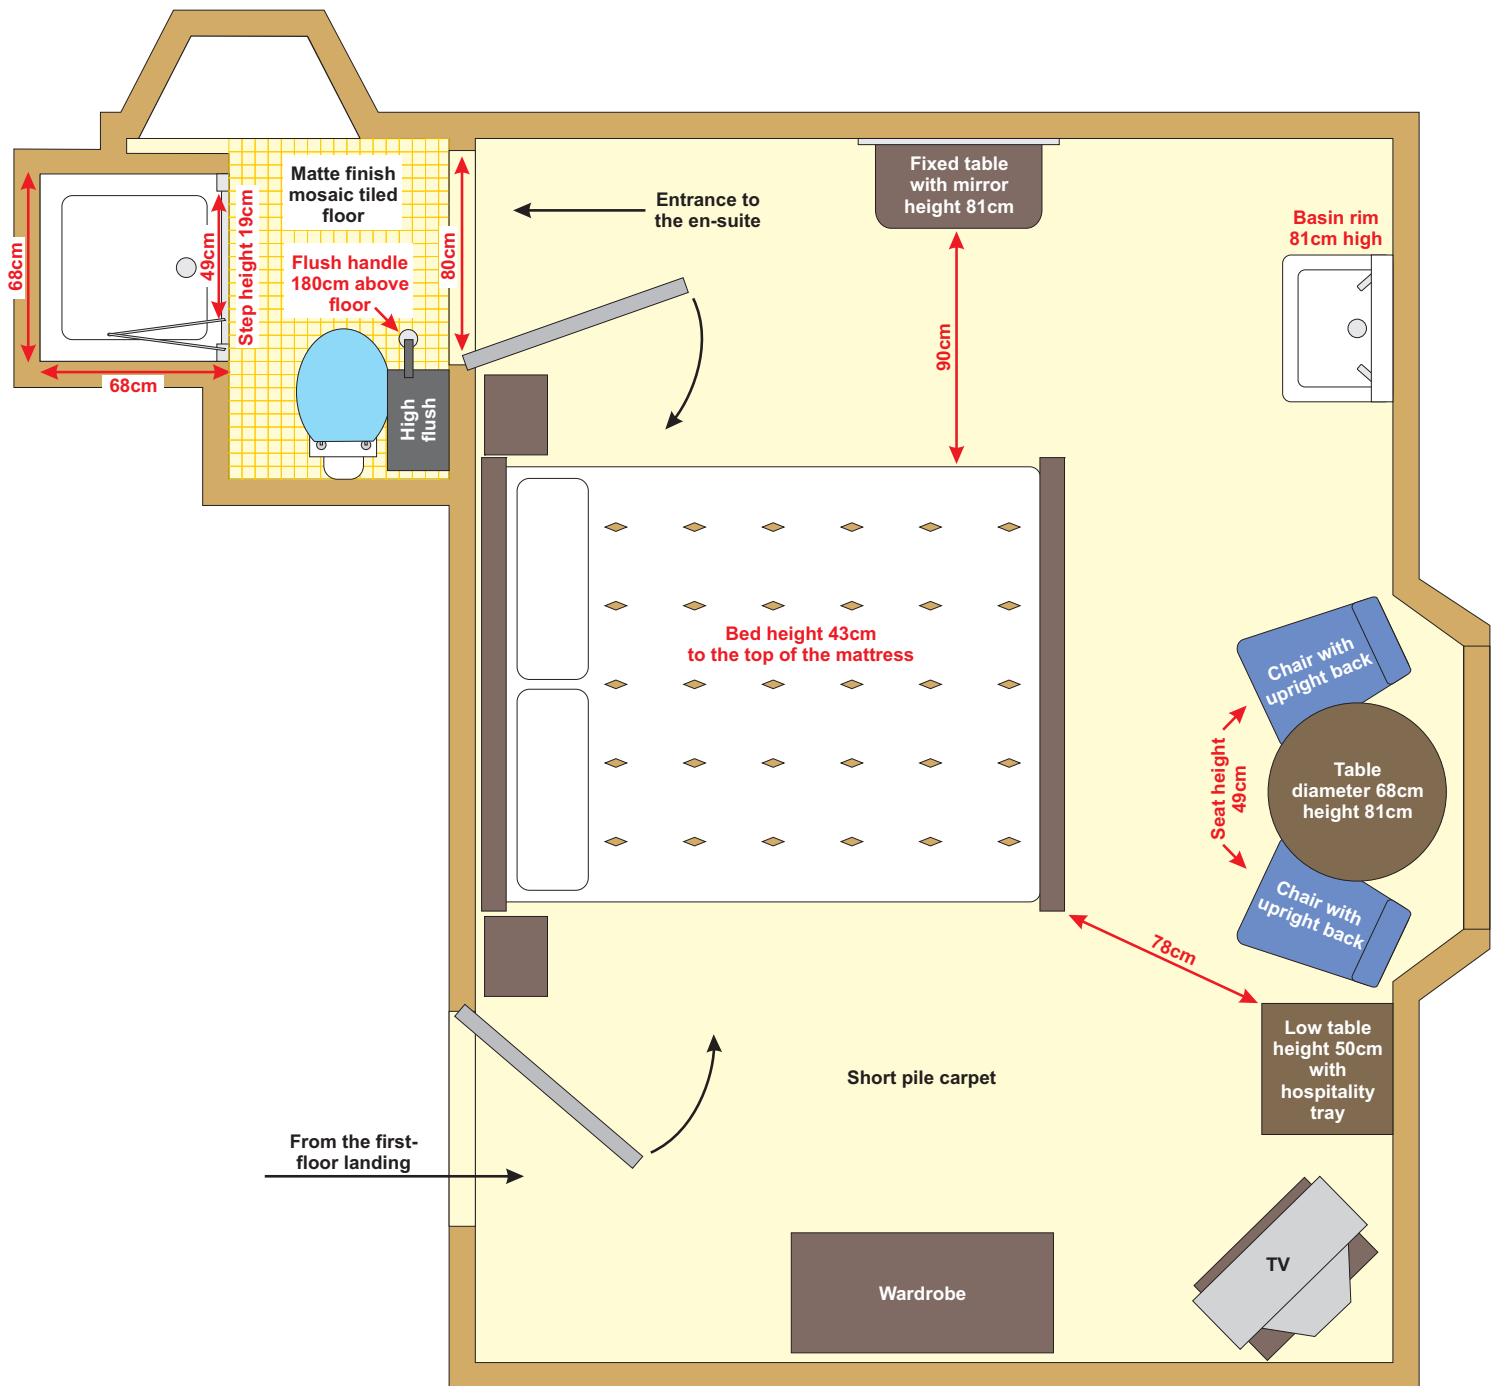 Matte finish
mosaic tiled
floor
Flush handle
180cm above
floor
68cm
68cm
49cm
Step height 19cm
80cm
High
flush
Entrance to
the en-suite
Fixed table
with mirror
height 81cm
90cm
Basin rim
81cm high
Bed height 43cm
to the top of the mattress
Chair with
upright back
Seat height
49cm
Table
diameter 68cm
height 81cm
Chair with
upright back
78cm
Low table
height 50cm
with
hospitality
tray
Short pile carpet
From the first-
floor landing
Wardrobe
TV